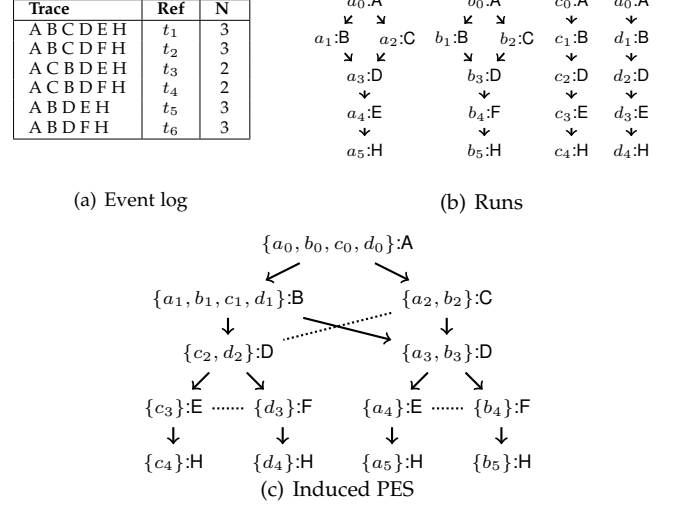 Trace Ref N
A B C D E H t₁ 3
A B C D F H t₂ 3
A C B D E H t₃ 2
A C B D F H t₄ 2
A B D E H t₅ 3
A B D F H t₆ 3
(a) Event log
a₀:A b₀:A c₀:A d₀:A
a₁:B a₂:C b₁:B b₂:C c₁:B d₁:B
a₃:D b₃:D c₂:D d₂:D
a₄:E b₄:F c₃:E d₃:E
a₅:H b₅:H c₄:H d₄:H
(b) Runs
{a₀, b₀, c₀, d₀}:A
{a₁, b₁, c₁, d₁}:B {a₂, b₂}:C
{c₂, d₂}:D {a₃, b₃}:D
{c₃}:E {d₃}:F {a₄}:E {b₄}:F
{c₄}:H {d₄}:H {a₅}:H {b₅}:H
(c) Induced PES